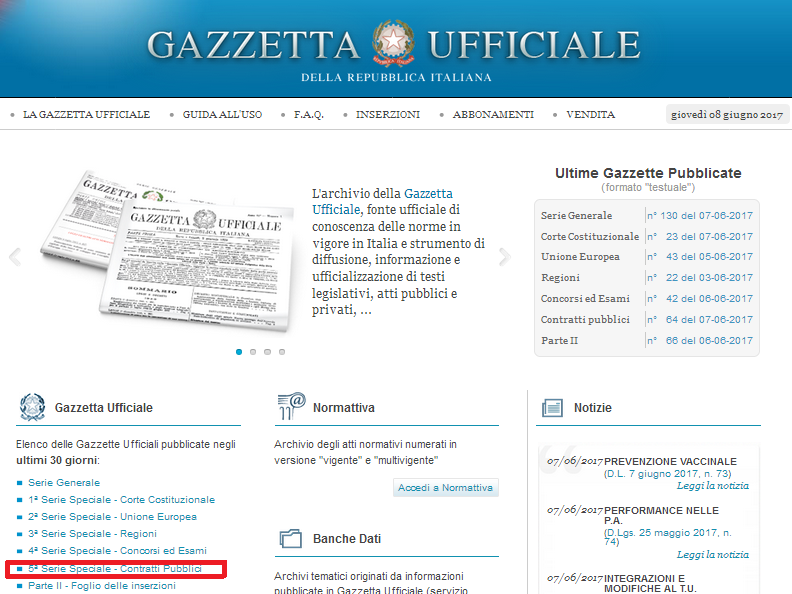 GAZZETTA UFFICIALE
DELLA REPUBBLICA ITALIANA
LA GAZZETTA UFFICIALE
GUIDA ALL'USO
F.A.Q.
INSERZIONI
ABBONAMENTI
VENDITA
giovedì 08 giugno 2017
GAZZETTA
GAZZETTA UFFICIALE
DELLA REPUBBLICA ITALIANA
SOMMARIO
L'archivio della Gazzetta
Ufficiale, fonte ufficiale di
conoscenza delle norme in
vigore in Italia e strumento di
diffusione, informazione e
ufficializzazione di testi
legislativi, atti pubblici e
privati, ...
Ultime Gazzette Pubblicate
(formato "testuale")
Serie Generale n° 130 del 07-06-2017
Corte Costituzionale n° 23 del 07-06-2017
Unione Europea n° 43 del 05-06-2017
Regioni n° 22 del 03-06-2017
Concorsi ed Esami n° 42 del 06-06-2017
Contratti pubblici n° 64 del 07-06-2017
Parte II n° 66 del 06-06-2017
Gazzetta Ufficiale
Elenco delle Gazzette Ufficiali pubblicate negli
ultimi 30 giorni:
Serie Generale
1ª Serie Speciale - Corte Costituzionale
2ª Serie Speciale - Unione Europea
3ª Serie Speciale - Regioni
4ª Serie Speciale - Concorsi ed Esami
5ª Serie Speciale - Contratti Pubblici
Parte II - Foglio delle inserzioni
Normattiva
Archivio degli atti normativi numerati in
versione "vigente" e "multivigente"
Accedi a Normattiva
Banche Dati
Archivi tematici originati da informazioni
pubblicate in Gazzetta Ufficiale (servizio
Notizie
07/06/2017 PREVENZIONE VACCINALE
(D.L. 7 giugno 2017, n. 73)
Leggi la notizia
07/06/2017 PERFORMANCE NELLE
P.A.
(D.Lgs. 25 maggio 2017, n.
74)
Leggi la notizia
07/06/2017 INTEGRAZIONI E
MODIFICHE AL T.U.